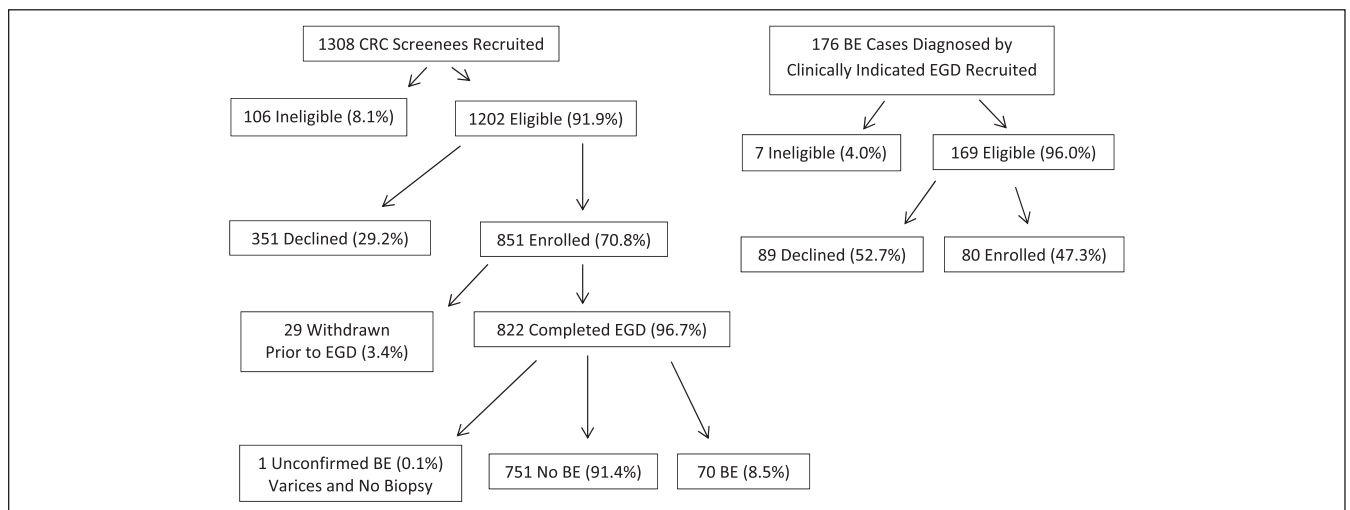 1308 CRC Screenees Recruited
106 Ineligible (8.1%)
1202 Eligible (91.9%)
351 Declined (29.2%)
851 Enrolled (70.8%)
29 Withdrawn
Prior to EGD (3.4%)
822 Completed EGD (96.7%)
1 Unconfirmed BE (0.1%)
Varices and No Biopsy
751 No BE (91.4%)
70 BE (8.5%)
176 BE Cases Diagnosed by
Clinically Indicated EGD Recruited
7 Ineligible (4.0%)
169 Eligible (96.0%)
89 Declined (52.7%)
80 Enrolled (47.3%)